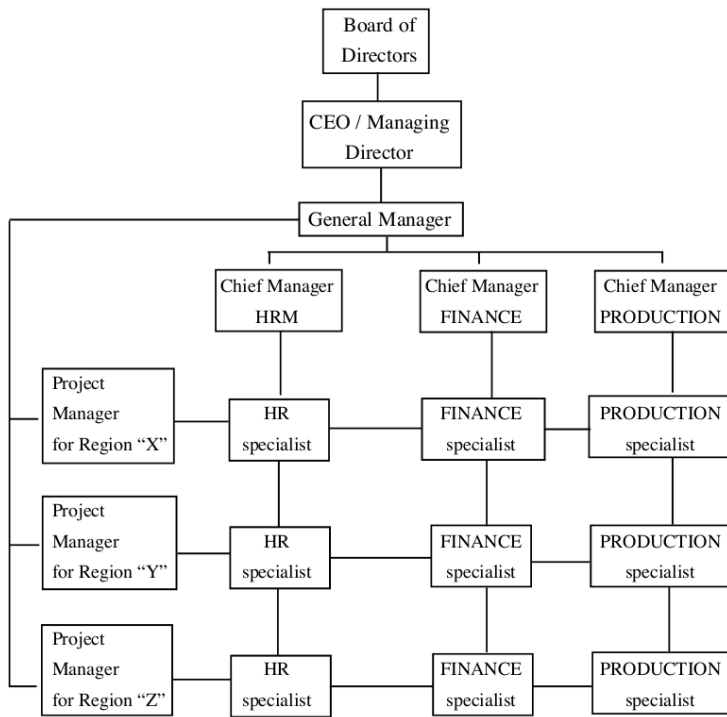 Board of
Directors
CEO / Managing
Director
General Manager
Chief Manager
HRM
Chief Manager
FINANCE
Chief Manager
PRODUCTION
Project
Manager
for Region “X”
HR
specialist
FINANCE
specialist
PRODUCTION
specialist
Project
Manager
for Region “Y”
HR
specialist
FINANCE
specialist
PRODUCTION
specialist
Project
Manager
for Region “Z”
HR
specialist
FINANCE
specialist
PRODUCTION
specialist